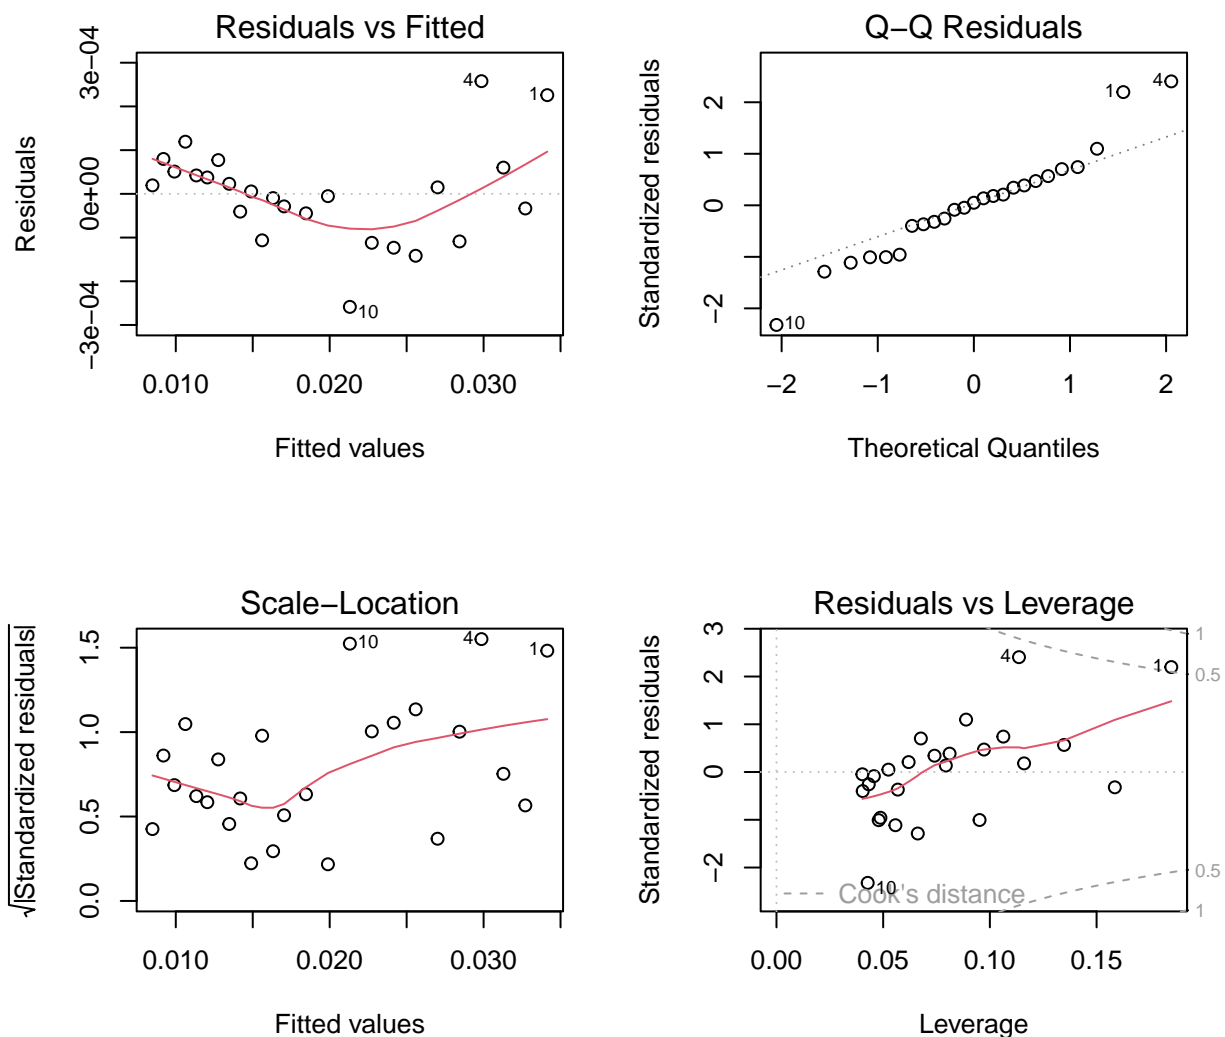 Residuals vs Fitted
Residuals
3e−04
0e+00
−3e−04
4
1
10
0.010 0.020 0.030
Fitted values
Q−Q Residuals
Standardized residuals
2
1
0
−1
−2
1
4
10
−2 −1 0 1 2
Theoretical Quantiles
Scale−Location
√|Standardized residuals|
1.5
1.0
0.5
0.0
10
4
1
0.010 0.020 0.030
Fitted values
Residuals vs Leverage
Standardized residuals
3
2
1
0
−2
4
1
10
1
0.5
0.5
1
Cook's distance
0.00 0.05 0.10 0.15
Leverage